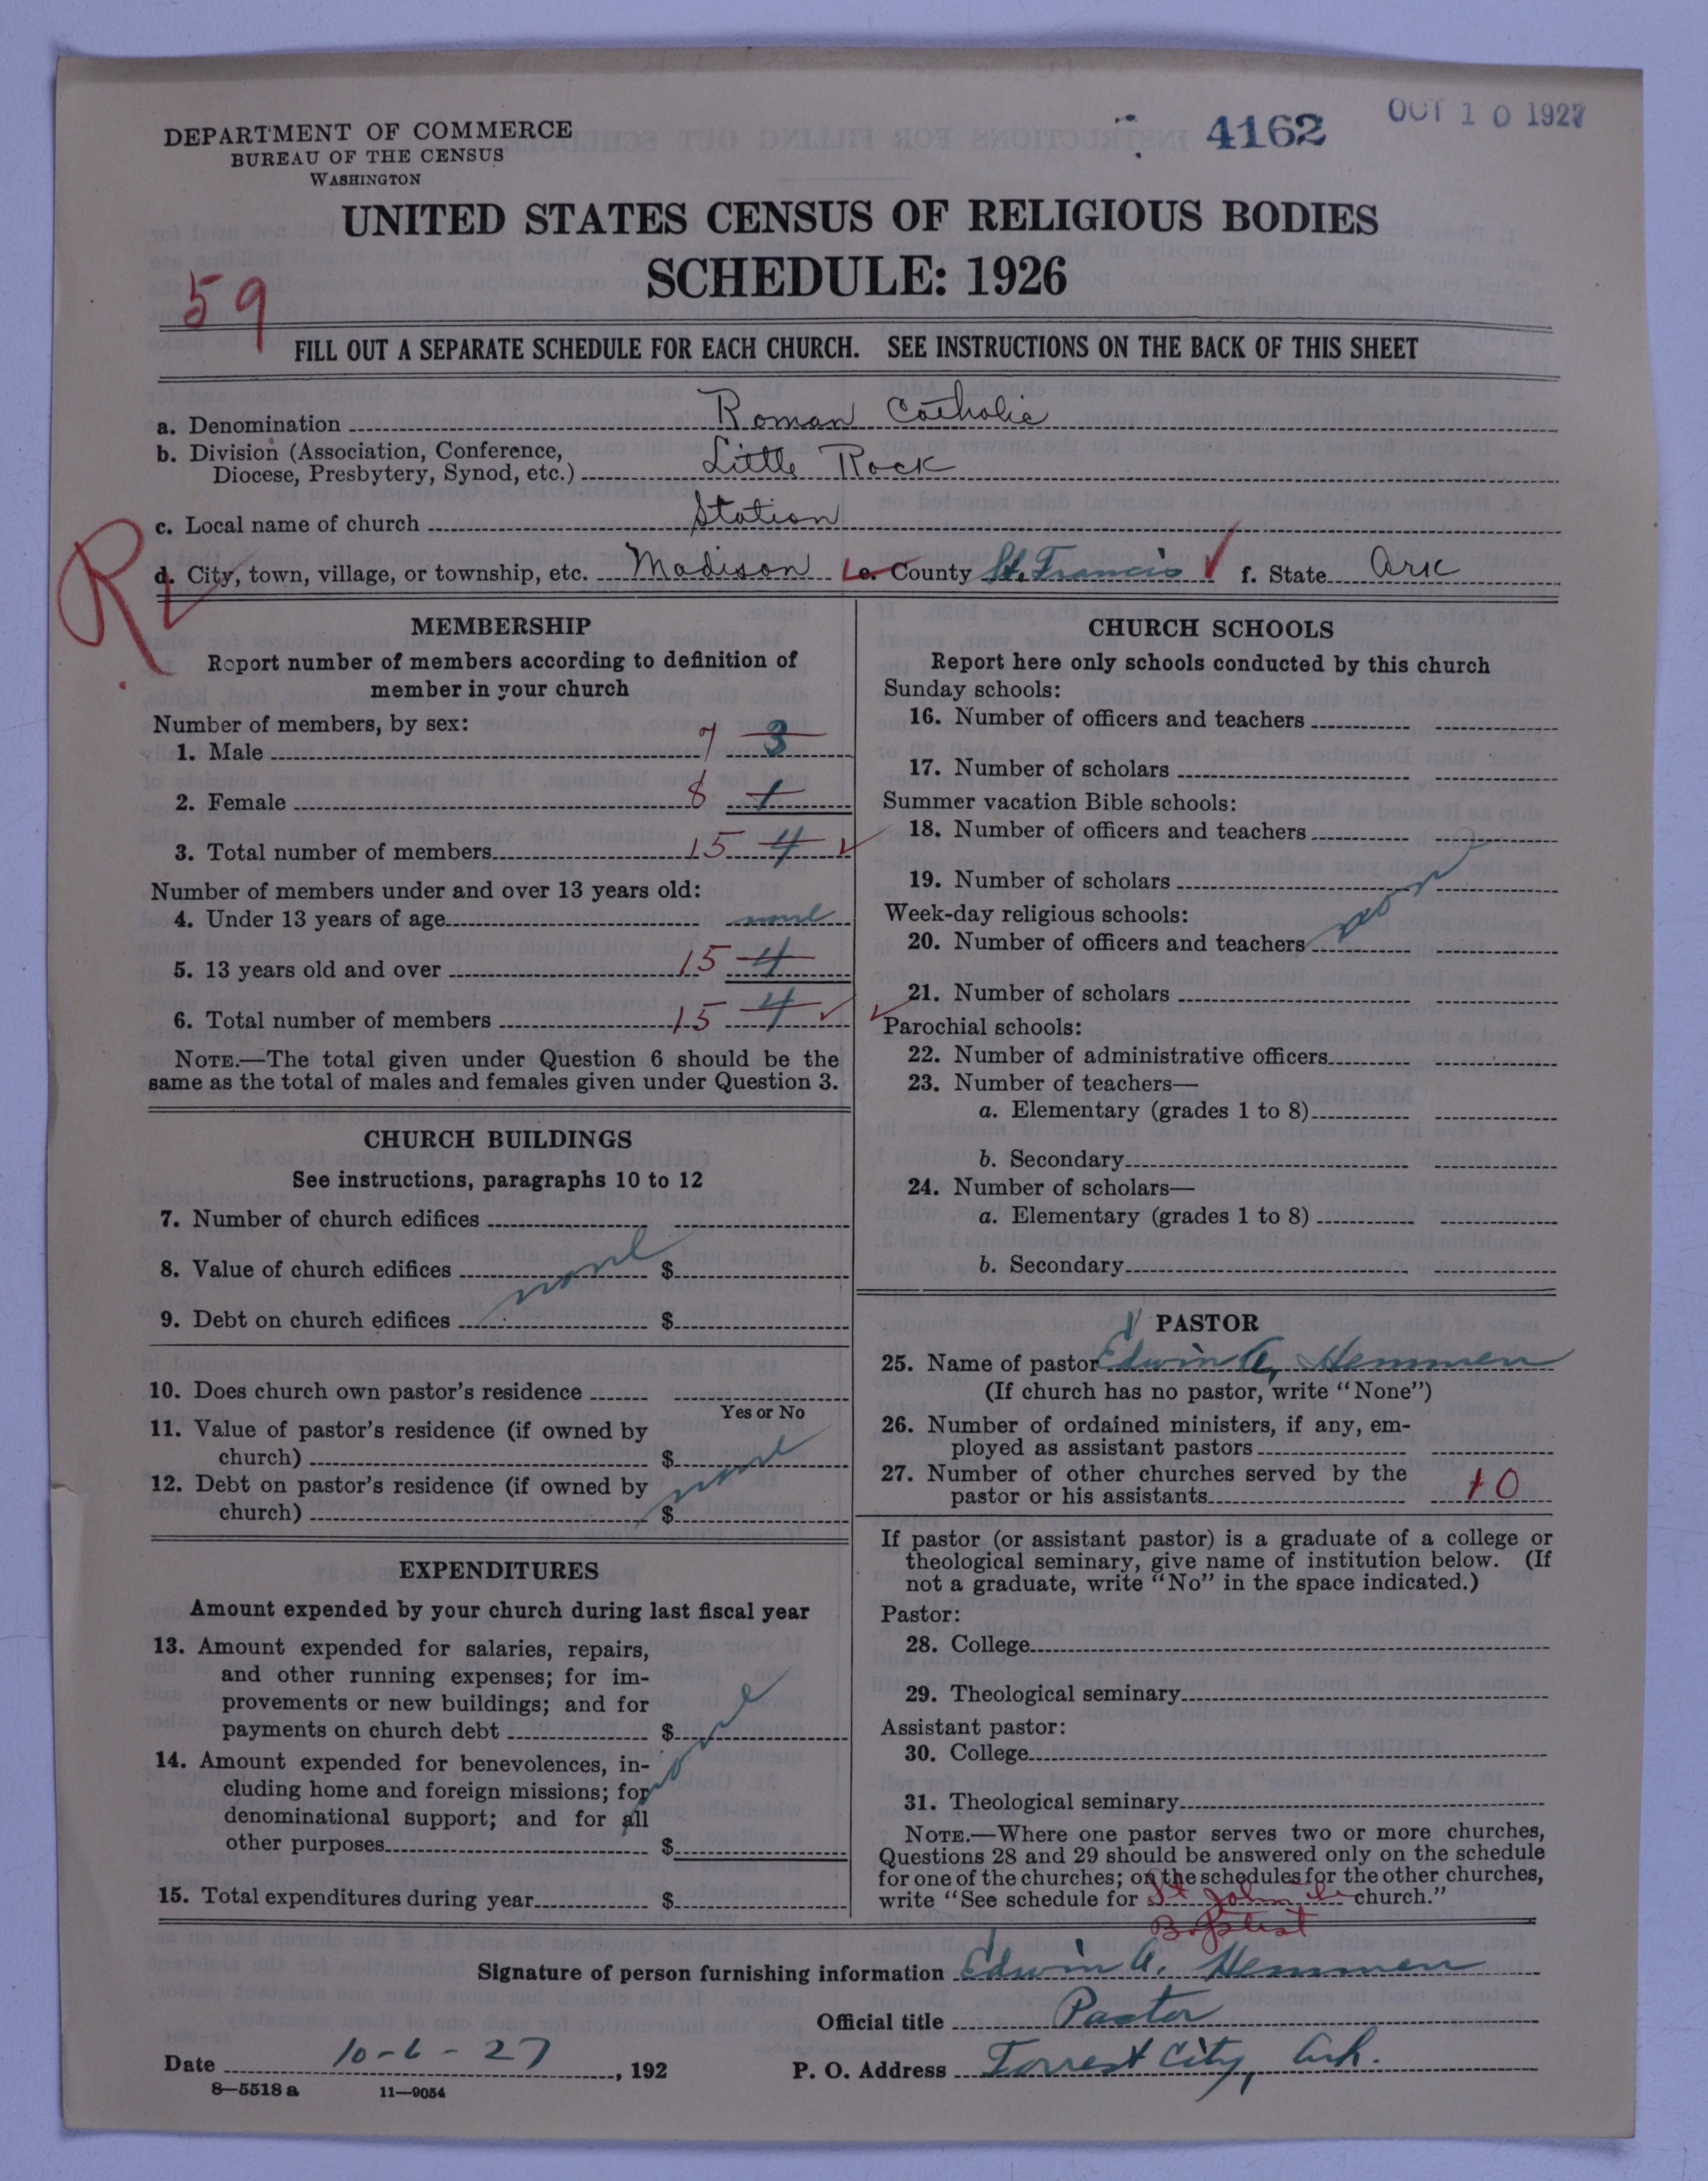 DEPARTMENT OF COMMERCE
BUREAU OF THE CENSUS
WASHINGTON
4162
OCT 10 1927
UNITED STATES CENSUS OF RELIGIOUS BODIES
SCHEDULE: 1926
59
FILL OUT A SEPARATE SCHEDULE FOR EACH CHURCH. SEE INSTRUCTIONS ON THE BACK OF THIS SHEET
a. Denomination Roman Catholic
b. Division (Association, Conference,
Diocese, Presbytery, Synod, etc.) Little Rock
c. Local name of church Station
R
d. City, town, village, or township, etc. Madison e. County St. Francis f. State Ark
MEMBERSHIP
Report number of members according to definition of
member in your church
Number of members, by sex:
1. Male 7 3
2. Female 8 1
3. Total number of members 15 4
Number of members under and over 13 years old:
4. Under 13 years of age none
5. 13 years old and over 15 4
6. Total number of members 15 4
NOTE.—The total given under Question 6 should be the
same as the total of males and females given under Question 3.
CHURCH BUILDINGS
See instructions, paragraphs 10 to 12
7. Number of church edifices
8. Value of church edifices none $
9. Debt on church edifices $
10. Does church own pastor's residence
Yes or No
11. Value of pastor's residence (if owned by
church) $ none
12. Debt on pastor's residence (if owned by
church) $
EXPENDITURES
Amount expended by your church during last fiscal year
13. Amount expended for salaries, repairs,
and other running expenses; for im-
provements or new buildings; and for
payments on church debt $ none
14. Amount expended for benevolences, in-
cluding home and foreign missions; for
denominational support; and for all
other purposes $
15. Total expenditures during year $
CHURCH SCHOOLS
Report here only schools conducted by this church
Sunday schools:
16. Number of officers and teachers
17. Number of scholars
Summer vacation Bible schools:
18. Number of officers and teachers
19. Number of scholars
Week-day religious schools:
20. Number of officers and teachers
21. Number of scholars
Parochial schools:
22. Number of administrative officers
23. Number of teachers—
a. Elementary (grades 1 to 8)
b. Secondary
24. Number of scholars—
a. Elementary (grades 1 to 8)
b. Secondary
PASTOR
25. Name of pastor Edwin A. Hemmen
(If church has no pastor, write "None")
26. Number of ordained ministers, if any, em-
ployed as assistant pastors
27. Number of other churches served by the
pastor or his assistants 10
If pastor (or assistant pastor) is a graduate of a college or
theological seminary, give name of institution below. (If
not a graduate, write "No" in the space indicated.)
Pastor:
28. College
29. Theological seminary
Assistant pastor:
30. College
31. Theological seminary
NOTE.—Where one pastor serves two or more churches,
Questions 28 and 29 should be answered only on the schedule
for one of the churches; on the schedules for the other churches,
write "See schedule for St John church."
Baptist
Signature of person furnishing information Edwin A. Hemmen
Official title Pastor
Date 10-6-27, 192 P. O. Address Forrest City, Ark.
8—5518 a 11—9054